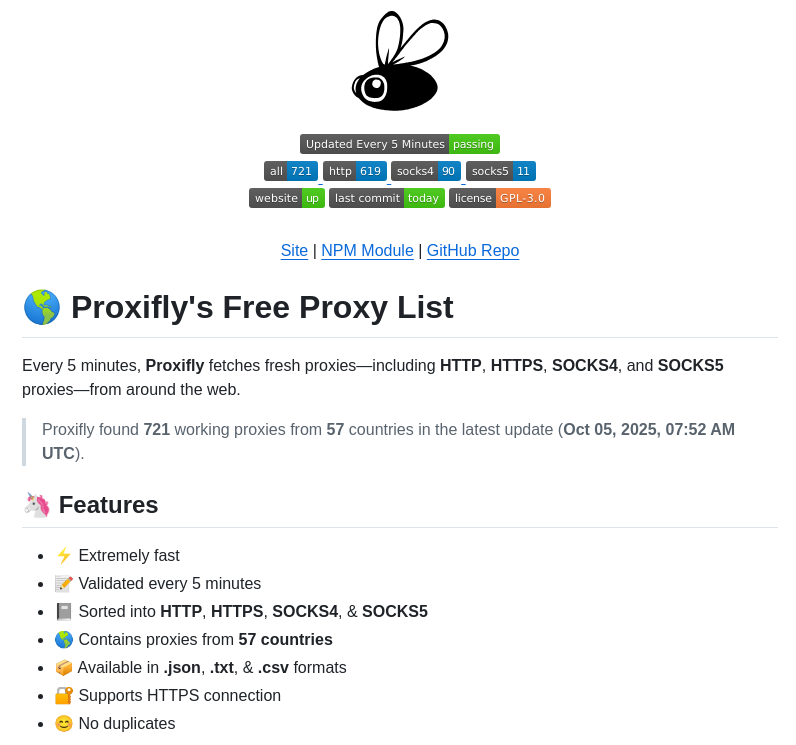 Updated Every 5 Minutes passing
all 721 http 619 socks4 90 socks5 11
website up last commit today license GPL-3.0
Site | NPM Module | GitHub Repo
🌎 Proxifly's Free Proxy List
Every 5 minutes, Proxifly fetches fresh proxies—including HTTP, HTTPS, SOCKS4, and SOCKS5
proxies—from around the web.
Proxifly found 721 working proxies from 57 countries in the latest update (Oct 05, 2025, 07:52 AM
UTC).
🦄 Features
• ⚡ Extremely fast
• 📝 Validated every 5 minutes
• 📓 Sorted into HTTP, HTTPS, SOCKS4, & SOCKS5
• 🌎 Contains proxies from 57 countries
• 📦 Available in .json, .txt, & .csv formats
• 🔐 Supports HTTPS connection
• 😊 No duplicates